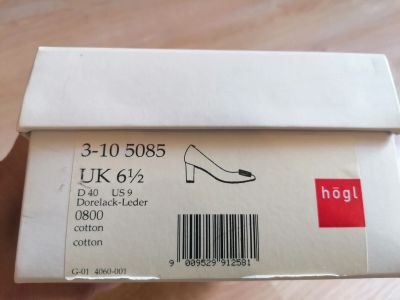 3-10 5085
UK 6½
D 40 US 9
Dorelack-Leder
0800
cotton
cotton
G-01 4060-001
9 009529 912581
högl